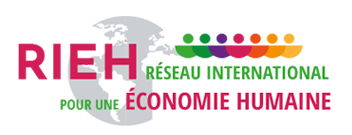 RIEH RÉSEAU INTERNATIONAL
POUR UNE ÉCONOMIE HUMAINE